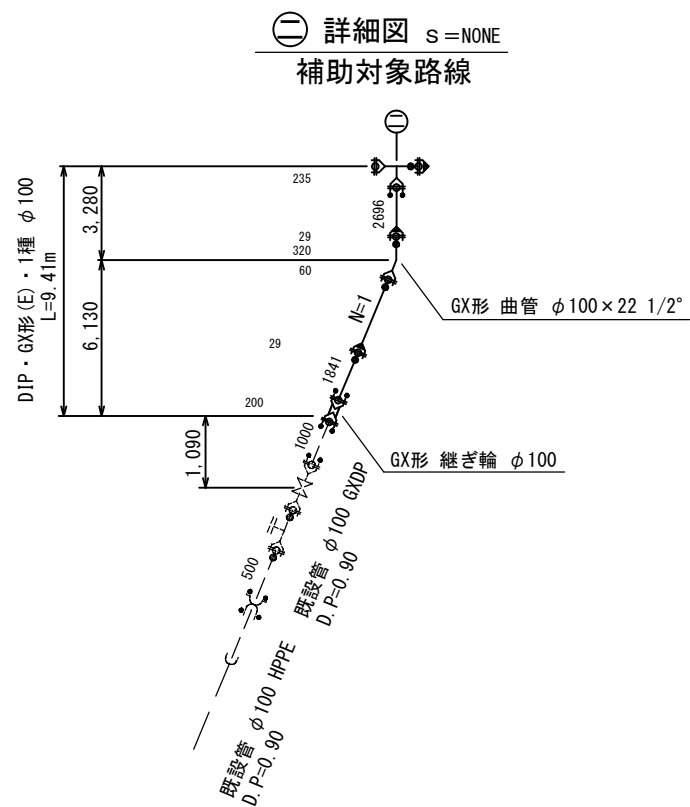 ㊁ 詳細図 S=NONE
補助対象路線
㊁
DIP・GX形(E)・1種 φ100
L=9.41m
3,280
6,130
1,090
235
29
320
60
29
200
2696
N=1
1841
1000
500
GX形 曲管 φ100×22 1/2°
GX形 継ぎ輪 φ100
既設管 φ100 GXDP
D.P=0.90
既設管 φ100 HPPE
D.P=0.90